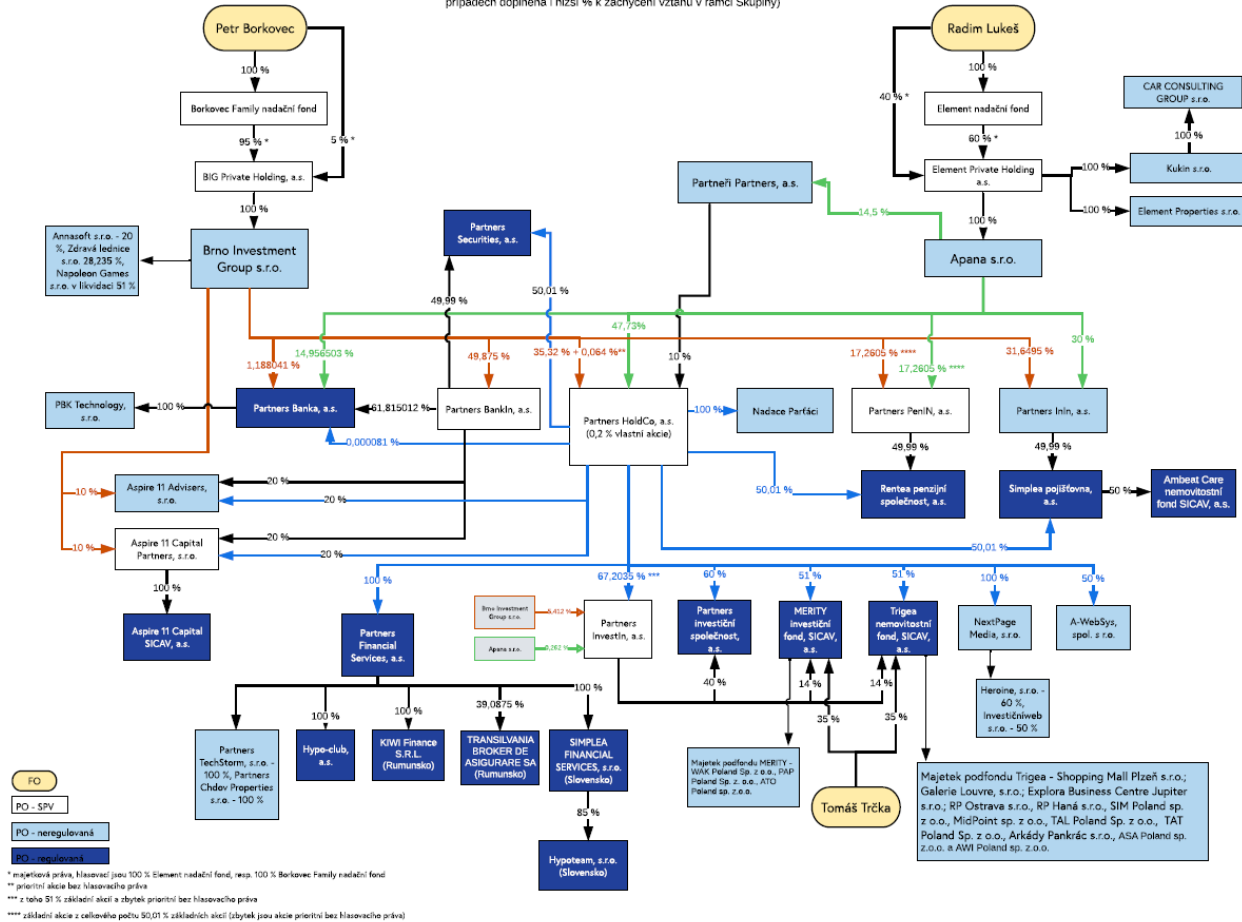 případech doplněna i nižší % k zachycení vztahů v rámci Skupiny)
Petr Borkovec
Radim Lukeš
100 %
100 %
Borkovec Family nadační fond
5 % *
40 % *
Element nadační fond
CAR CONSULTING
GROUP s.r.o.
95 % *
60 % *
100 %
BIG Private Holding, a.s.
Partneři Partners, a.s.
Element Private Holding
a.s.
100 %
Kukin s.r.o.
100 %
14,5 %
100 %
100 %
Element Properties s.r.o.
Annasoft s.r.o. - 20
%, Zdravá lednice
s.r.o. 28,235 %,
Napoleon Games
s.r.o. v likvidaci 51 %
Brno Investment
Group s.r.o.
Partners
Securities, a.s.
Apana s.r.o.
49,99 %
50,01 %
47,73%
30 %
14,956503 %
1,188041 %
49,875 %
35,32 % + 0,064 %**
10 %
17,2605 % ****
17,2605 % ****
31,6495 %
PBK Technology,
s.r.o.
100 %
Partners Banka, a.s.
61,815012 %
Partners BankIn, a.s.
Partners HoldCo, a.s.
(0,2 % vlastní akcie)
100 %
Nadace Parťáci
Partners PenIN, a.s.
Partners InIn, a.s.
0,000081 %
49,99 %
49,99 %
10 %
Aspire 11 Advisers,
s.r.o.
20 %
20 %
50,01 %
Rentea penzijní
společnost, a.s.
Simplea pojišťovna,
a.s.
50 %
Ambeat Care
nemovitostní
fond SICAV, a.s.
10 %
Aspire 11 Capital
Partners, s.r.o.
20 %
20 %
50,01 %
100 %
100 %
67,2035 % ***
60 %
51 %
51 %
100 %
50 %
Aspire 11 Capital
SICAV, a.s.
Partners
Financial
Services, a.s.
Brno Investment
Group s.r.o.
Apana s.r.o.
Partners
InvestIn, a.s.
Partners
investiční
společnost,
a.s.
MERITY
investiční
fond, SICAV,
a.s.
Trigea
nemovitostní
fond, SICAV,
a.s.
NextPage
Media, s.r.o.
A-WebSys,
spol. s r.o.
40 %
14 %
14 %
35 %
35 %
100 %
100 %
39,0875 %
100 %
Partners
TechStorm, s.r.o. -
100 %, Partners
Chdov Properties
s.r.o. - 100 %
Hypo-club,
a.s.
KIWI Finance
S.R.L.
(Rumunsko)
TRANSILVANIA
BROKER DE
ASIGURARE SA
(Rumunsko)
SIMPLEA
FINANCIAL
SERVICES, s.r.o.
(Slovensko)
Heroine, s.r.o. -
60 %,
Investičníweb
s.r.o. - 50 %
Majetek podfondu MERITY -
WAK Poland Sp. z o.o., PAP
Poland Sp. z. o.o., ATO
Poland sp. z o.o.
Tomáš Trčka
Majetek podfondu Trigea - Shopping Mall Plzeň s.r.o.;
Galerie Louvre, s.r.o.; Explora Business Centre Jupiter
s.r.o.; RP Ostrava s.r.o., RP Haná s.r.o., SIM Poland sp.
z o.o., MidPoint sp. z o.o., TAL Poland Sp. z o.o., TAT
Poland Sp. z o.o., Arkády Pankrác s.r.o., ASA Poland sp.
z.o.o. a AWI Poland sp. z.o.o.
85 %
Hypoteam, s.r.o.
(Slovensko)
FO
PO - SPV
PO - neregulovaná
PO - regulovaná
* majetková práva, hlasovací jsou 100 % Element nadační fond, resp. 100 % Borkovec Family nadační fond
** prioritní akcie bez hlasovacího práva
*** z toho 51 % základní akcií a zbytek prioritní bez hlasovacího práva
**** základní akcie z celkového počtu 50,01 % základních akcií (zbytek jsou akcie prioritní bez hlasovacího práva)